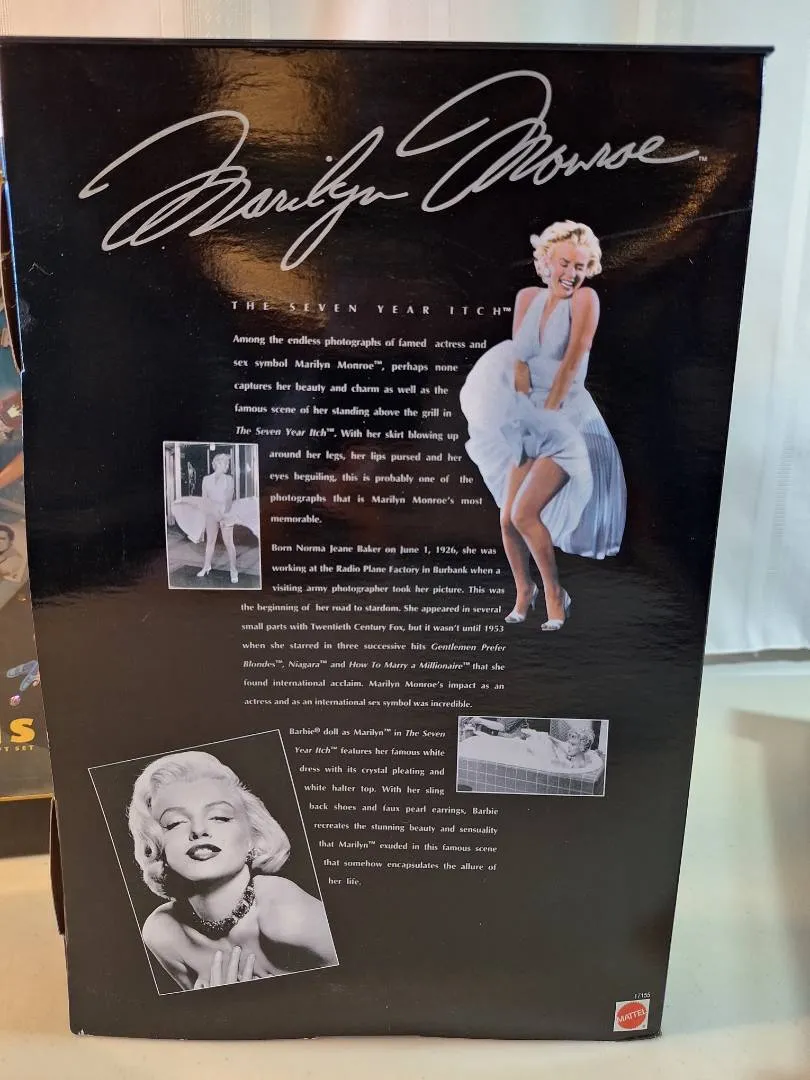 Marilyn Monroe™
THE SEVEN YEAR ITCH™
Among the endless photographs of famed actress and
sex symbol Marilyn Monroe™, perhaps none
captures her beauty and charm as well as the
famous scene of her standing above the grill in
The Seven Year Itch™. With her skirt blowing up
around her legs, her lips pursed and her
eyes beguiling, this is probably one of the
photographs that is Marilyn Monroe's most
memorable.
Born Norma Jeane Baker on June 1, 1926, she was
working at the Radio Plane Factory in Burbank when a
visiting army photographer took her picture. This was
the beginning of her road to stardom. She appeared in several
small parts with Twentieth Century Fox, but it wasn't until 1953
when she starred in three successive hits Gentlemen Prefer
Blondes™, Niagara™ and How To Marry a Millionaire™ that she
found international acclaim. Marilyn Monroe's impact as an
actress and as an international sex symbol was incredible.
Barbie® doll as Marilyn™ in The Seven
Year Itch™ features her famous white
dress with its crystal pleating and
white halter top. With her sling
back shoes and faux pearl earrings, Barbie
recreates the stunning beauty and sensuality
that Marilyn™ exuded in this famous scene
that somehow encapsulates the allure of
her life.
17155
MATTEL
S
T SET